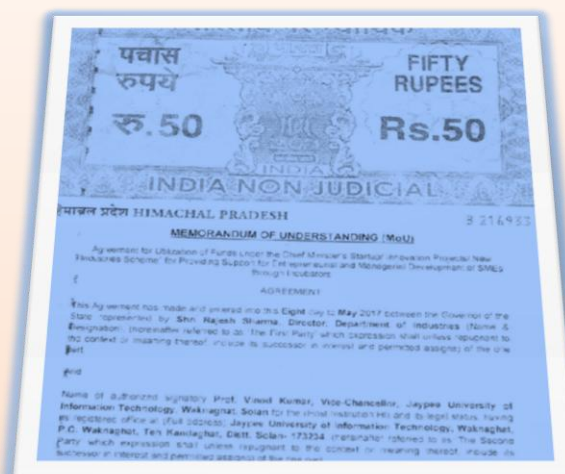 पचास
रुपये
रु.50
FIFTY
RUPEES
Rs.50
INDIA
INDIA NON JUDICIAL
हिमाचल प्रदेश HIMACHAL PRADESH
MEMORANDUM OF UNDERSTANDING (MoU)
Agreement for Utilization of Funds under the Chief Minister's Startup/Innovation Projects/ New
Industries Scheme' for Providing Support for Entrepreneurial and Managerial Development of SMEs
through Incubators
AGREEMENT
This Agreement has made and entered into this Eight day to May 2017 between the Governor of the
State represented by Shri Rajesh Sharma, Director, Department of Industries (Name &
Designation), (hereinafter referred to as 'The First Party' which expression shall unless repugnant to
the context or meaning thereof, include its successor in interest and permitted assigns) of the one
part
and
Name of authorized signatory Prof. Vinod Kumar, Vice-Chancellor, Jaypee University of
Information Technology, Waknaghat, Solan for the (Host Institution HI) and its legal status, having
its registered office at (Full address) Jaypee University of Information Technology, Waknaghat,
P.O. Waknaghat, Teh Kandaghat, Distt. Solan- 173234 (hereinafter referred to as 'The Second
Party' which expression shall unless repugnant to the context or meaning thereof, include its
successor in interest and permitted assigns) of the